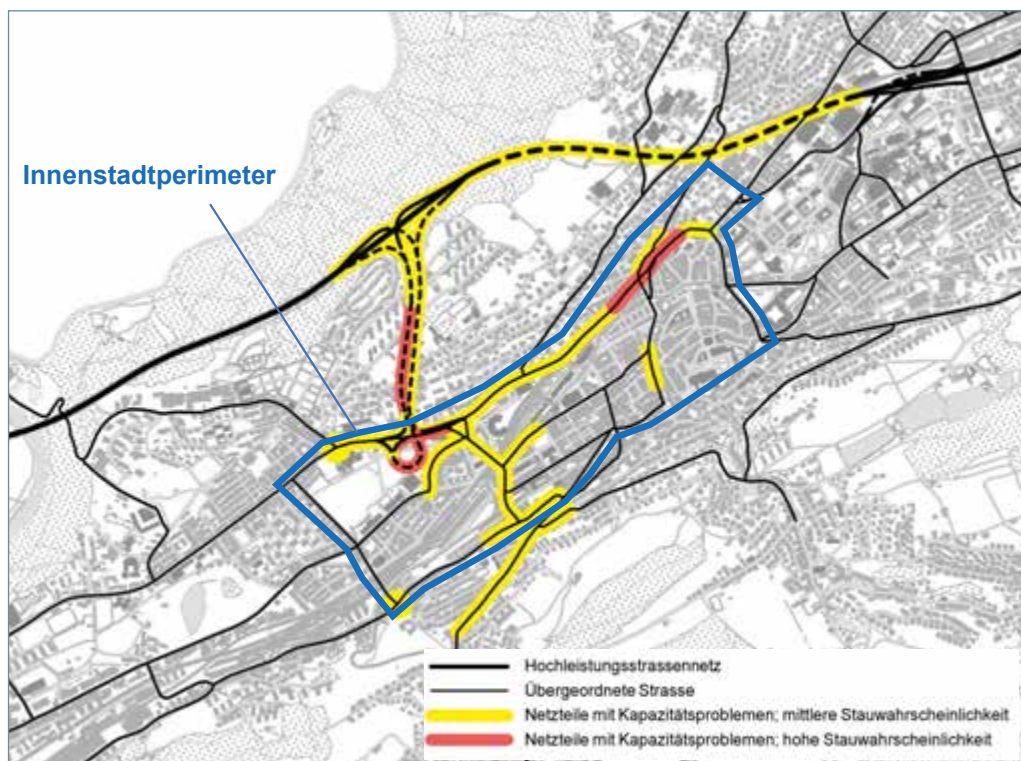 Innenstadtperimeter
Hochleistungsstrassennetz
Übergeordnete Strasse
Netzteile mit Kapazitätsproblemen; mittlere Stauwahrscheinlichkeit
Netzteile mit Kapazitätsproblemen; hohe Stauwahrscheinlichkeit